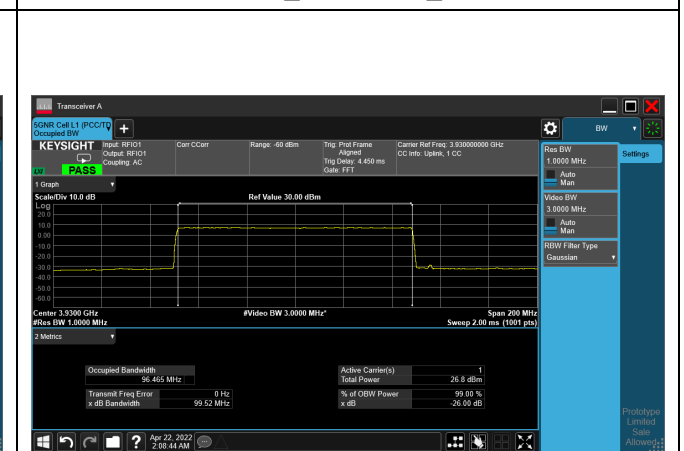 Transceiver A
5GNR Cell L1 (PCC/TD
Occupied BW
+
BW
KEYSIGHT
LXI
PASS
Input: RFIO1
Output: RFIO1
Coupling: AC
Corr CCorr
Range: -60 dBm
Trig: Prot Frame
Aligned
Trig Delay: 4.450 ms
Gate: FFT
Carrier Ref Freq: 3.930000000 GHz
CC Info: Uplink, 1 CC
1 Graph
Scale/Div 10.0 dB
Ref Value 30.00 dBm
Log
20.0
10.0
0.00
-10.0
-20.0
-30.0
-40.0
-50.0
-60.0
Center 3.9300 GHz
#Video BW 3.0000 MHz*
Span 200 MHz
#Res BW 1.0000 MHz
Sweep 2.00 ms (1001 pts)
2 Metrics
Occupied Bandwidth
96.465 MHz
Transmit Freq Error
0 Hz
x dB Bandwidth
99.52 MHz
Active Carrier(s)
1
Total Power
26.8 dBm
% of OBW Power
99.00 %
x dB
-26.00 dB
Res BW
1.0000 MHz
Auto
Man
Video BW
3.0000 MHz
Auto
Man
RBW Filter Type
Gaussian
Settings
Prototype
Limited
Sale
Allowed
?
Apr 22, 2022
2:08:44 AM